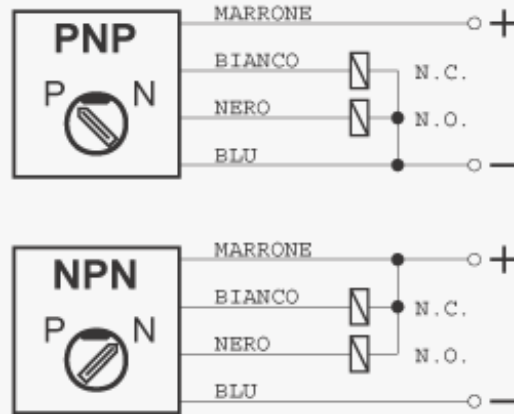 PNP
P N
MARRONE +
BIANCO N.C.
NERO N.O.
BLU −
NPN
P N
MARRONE +
BIANCO N.C.
NERO N.O.
BLU −